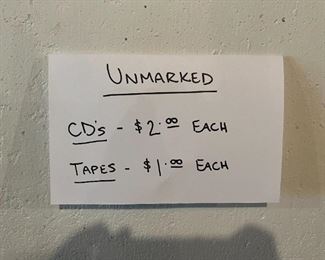 UNMARKED
CD's - $2.00 EACH
TAPES - $1.00 EACH